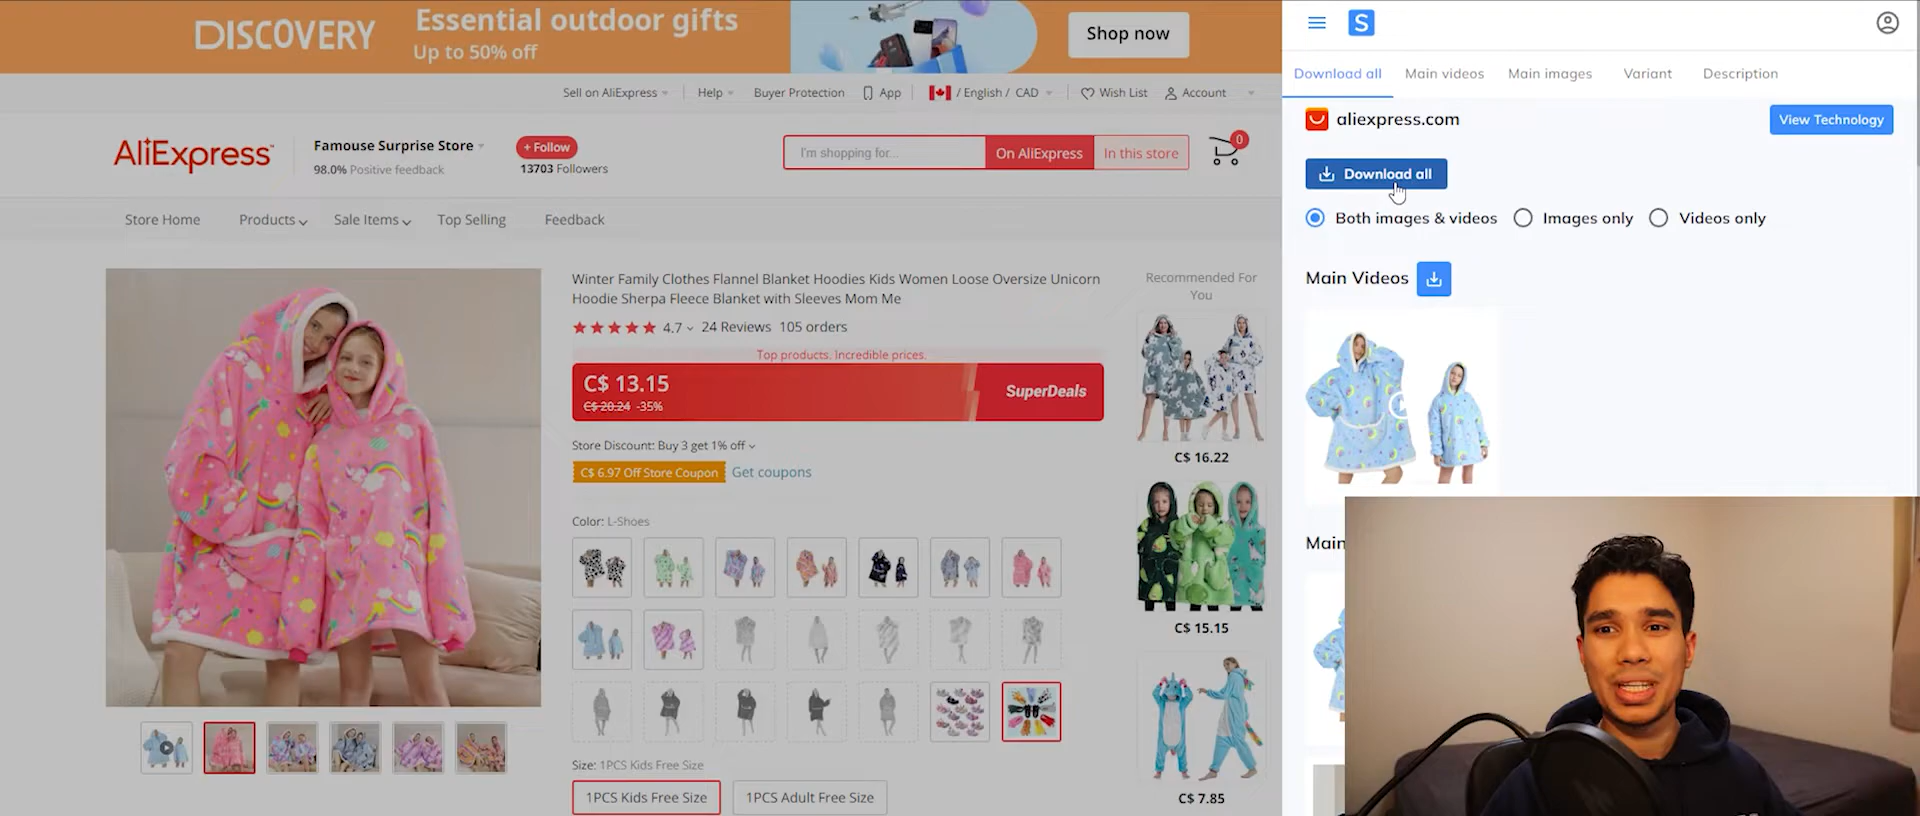 DISCOVERY
Essential outdoor gifts
Up to 50% off
Shop now
Sell on AliExpress
Help
Buyer Protection
App
/ English / CAD
Wish List
Account
AliExpress
Famouse Surprise Store
98.0% Positive feedback
+ Follow
13703 Followers
I'm shopping for...
On AliExpress
In this store
0
Store Home
Products
Sale Items
Top Selling
Feedback
Winter Family Clothes Flannel Blanket Hoodies Kids Women Loose Oversize Unicorn
Hoodie Sherpa Fleece Blanket with Sleeves Mom Me
4.7
24 Reviews
105 orders
Top products. Incredible prices.
C$ 13.15
C$ 20.24 -35%
SuperDeals
Store Discount: Buy 3 get 1% off
C$ 6.97 Off Store Coupon
Get coupons
Color: L-Shoes
Size: 1PCS Kids Free Size
1PCS Kids Free Size
1PCS Adult Free Size
Recommended For
You
C$ 16.22
C$ 15.15
C$ 7.85
S
Download all
Main videos
Main images
Variant
Description
aliexpress.com
View Technology
Download all
Both images & videos
Images only
Videos only
Main Videos
Main